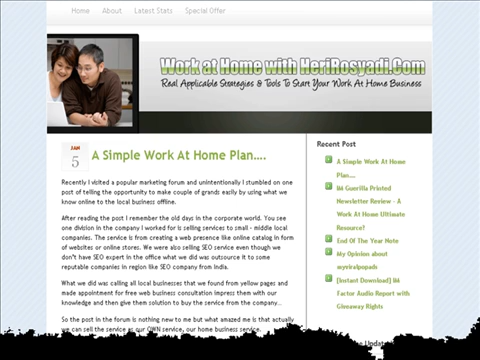 Home About Latest Stats Special Offer
Work at Home with HeriRosyadi.Com
Real Applicable Strategies & Tools To Start Your Work At Home Business
JAN
5
A Simple Work At Home Plan....
Recently I visited a popular marketing forum and unintentionally I stumbled on one
post of telling the opportunity to make couple of grands easily by using what we
know online to the local business offline.
After reading the post I remember the old days in the corporate world. You see
one division in the company I worked for is selling services to small - middle local
companies. The service is from creating a web presence like online catalog in form
of websites or online stores. We were also selling SEO service even though we
don't have SEO expert in the office what we did was outsource it to some
reputable companies in region like SEO company from India.
What we did was calling all local businesses that we found from yellow pages and
made appointment for free web business consultation impress them with our
knowledge and then give them solution to buy the service from the company..
So the post in the forum is nothing new to me but what amazed me is that actually
we can sell the service as our OWN service, our home business service.
Recent Post
A Simple Work At Home
Plan....
IM Guerilla Printed
Newsletter Review - A
Work At Home Ultimate
Resource?
End Of The Year Note
My Opinion about
myviralpopads
[Instant Download] IM
Factor Audio Report with
Giveaway Rights